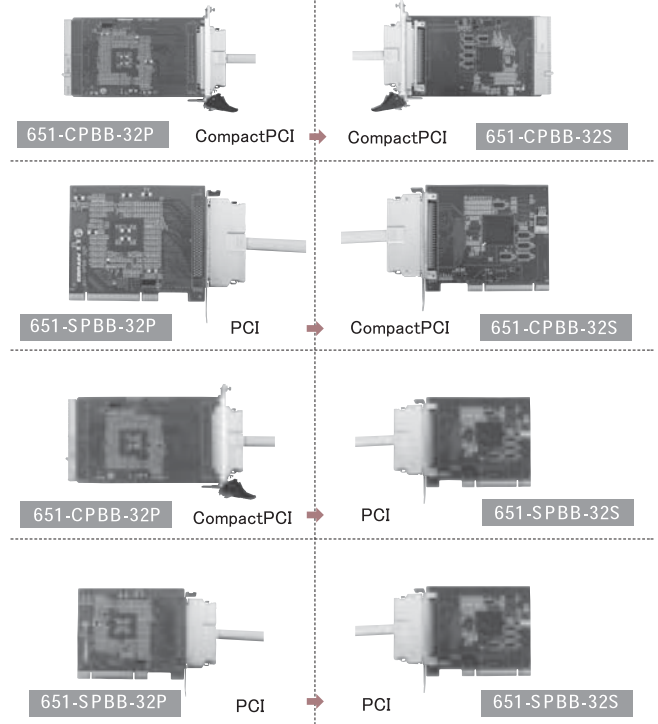 651-CPBB-32P CompactPCI CompactPCI 651-CPBB-32S
651-SPBB-32P PCI CompactPCI 651-CPBB-32S
651-CPBB-32P CompactPCI PCI 651-SPBB-32S
651-SPBB-32P PCI PCI 651-SPBB-32S